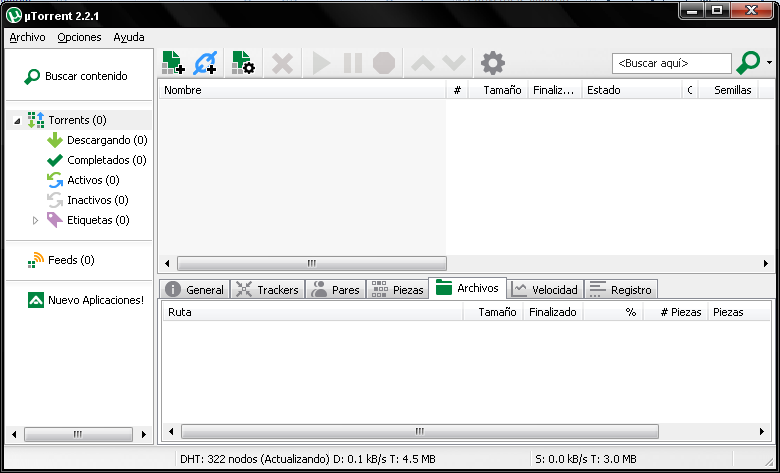 µTorrent 2.2.1
Archivo Opciones Ayuda
Buscar contenido
<Buscar aquí>
Torrents (0)
Descargando (0)
Completados (0)
Activos (0)
Inactivos (0)
Etiquetas (0)
Feeds (0)
Nuevo Aplicaciones!
Nombre # Tamaño Finaliz... Estado C Semillas
General Trackers Pares Piezas Archivos Velocidad Registro
Ruta Tamaño Finalizado % # Piezas Piezas
DHT: 322 nodos (Actualizando) D: 0.1 kB/s T: 4.5 MB S: 0.0 kB/s T: 3.0 MB